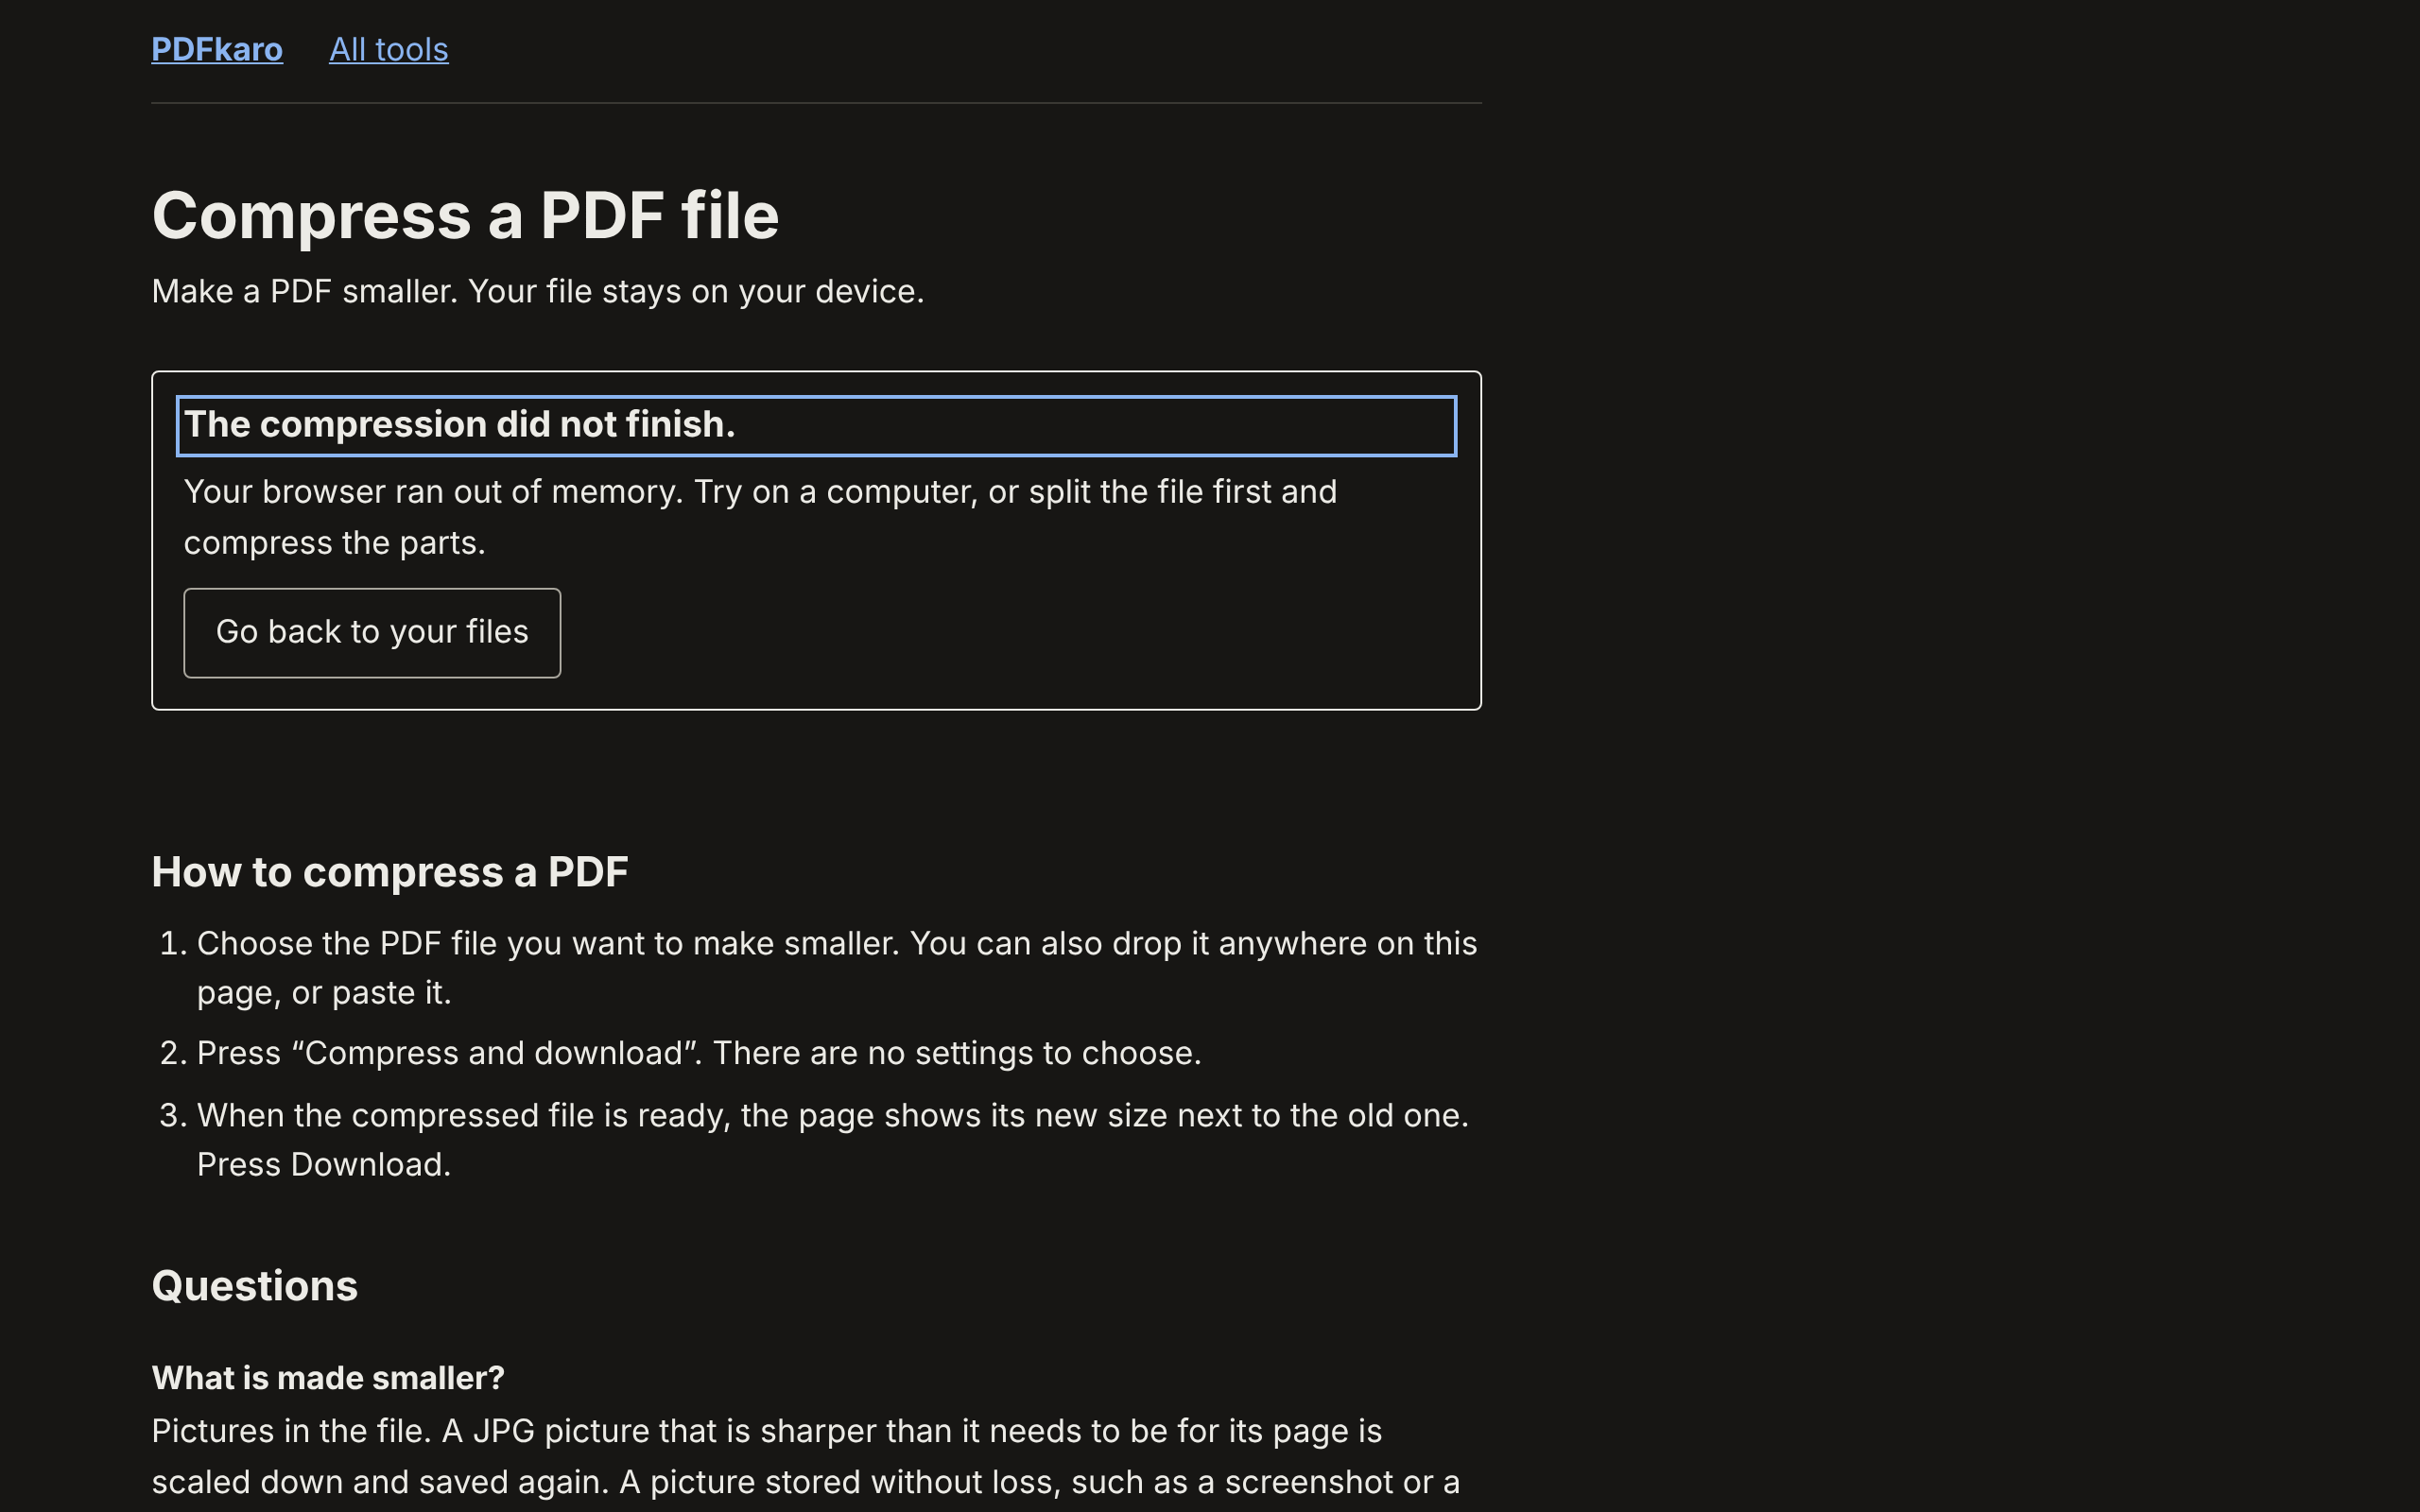 PDFkaro All tools
Compress a PDF file
Make a PDF smaller. Your file stays on your device.
The compression did not finish.
Your browser ran out of memory. Try on a computer, or split the file first and
compress the parts.
Go back to your files
How to compress a PDF
1. Choose the PDF file you want to make smaller. You can also drop it anywhere on this
page, or paste it.
2. Press “Compress and download”. There are no settings to choose.
3. When the compressed file is ready, the page shows its new size next to the old one.
Press Download.
Questions
What is made smaller?
Pictures in the file. A JPG picture that is sharper than it needs to be for its page is
scaled down and saved again. A picture stored without loss, such as a screenshot or a